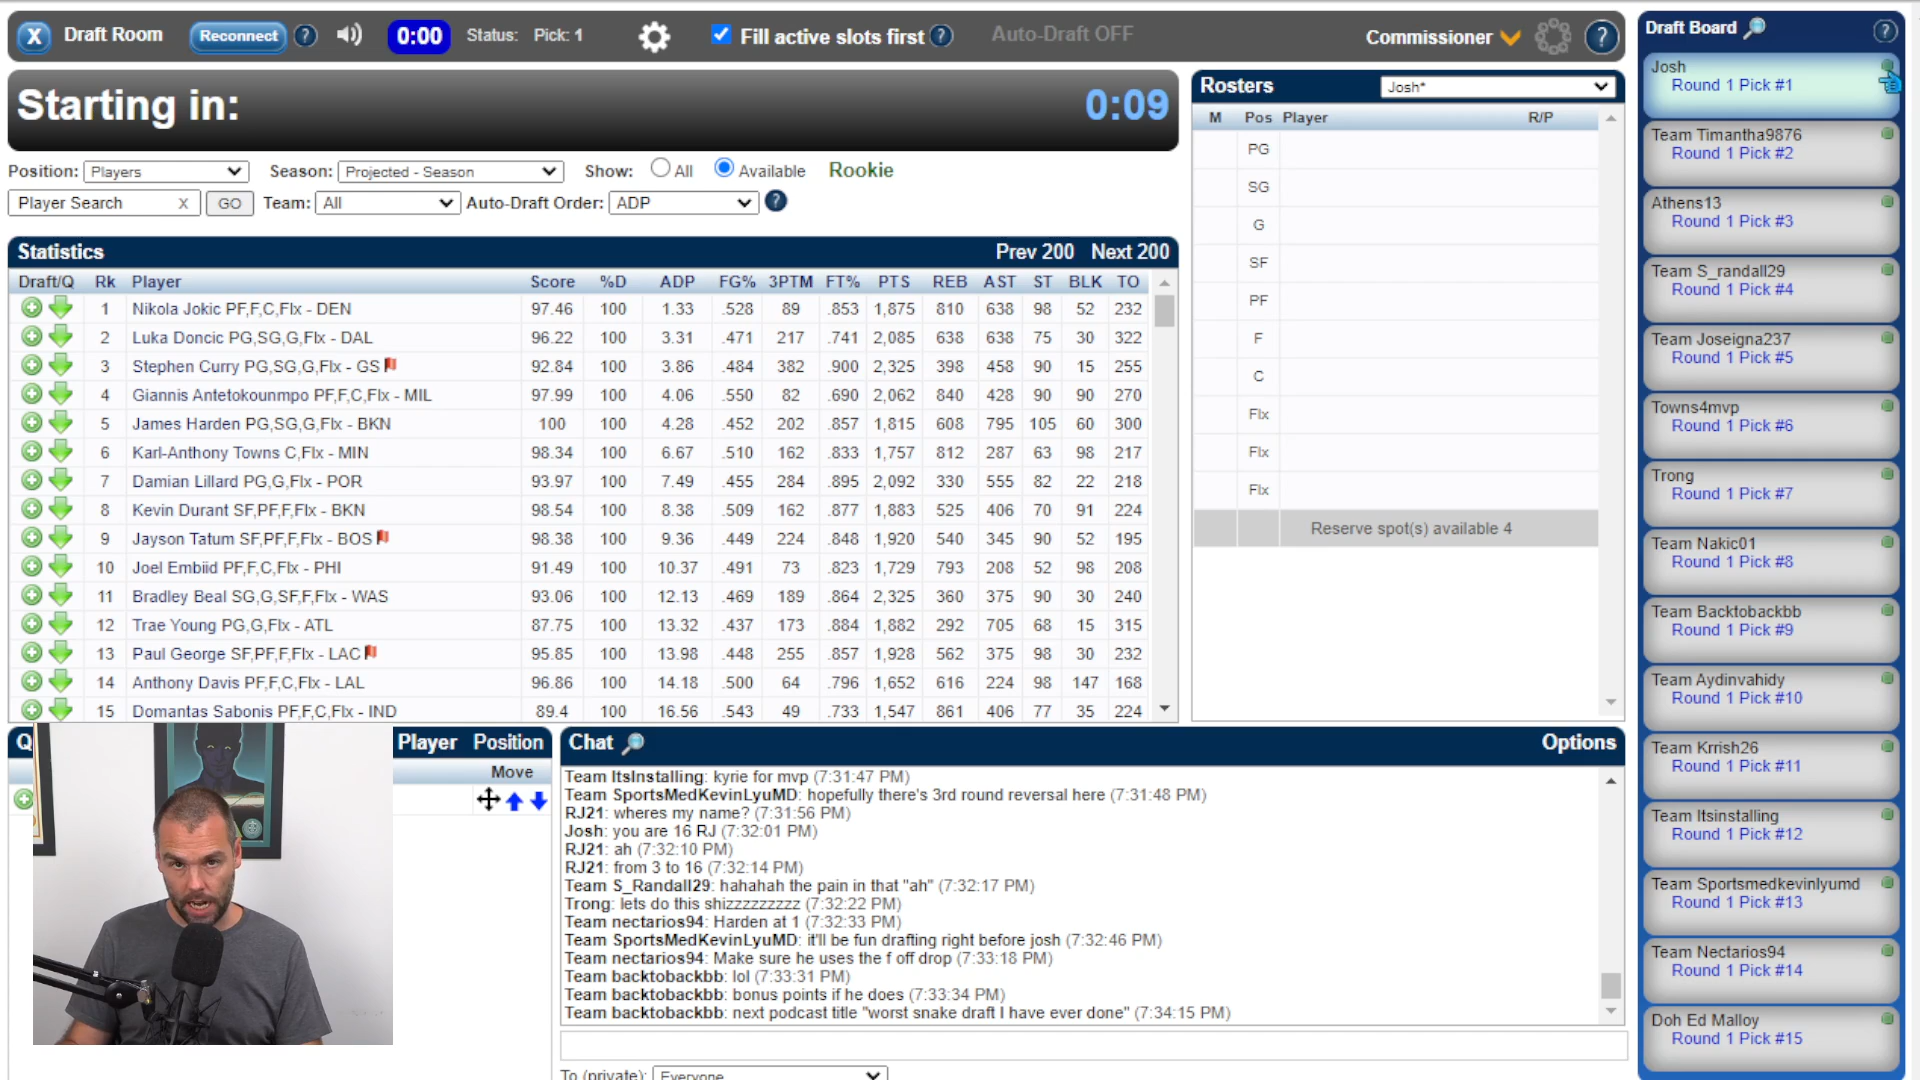 X Draft Room Reconnect ? 0:00 Status: Pick: 1 Fill active slots first ? Auto-Draft OFF Commissioner ?
Starting in: 0:09
Position: Players Season: Projected - Season Show: All Available Rookie
Player Search x GO Team: All Auto-Draft Order: ADP ?
Statistics Prev 200 Next 200
Draft/Q Rk Player Score %D ADP FG% 3PTM FT% PTS REB AST ST BLK TO
1 Nikola Jokic PF,F,C,Flx - DEN 97.46 100 1.33 .528 89 .853 1,875 810 638 98 52 232
2 Luka Doncic PG,SG,G,Flx - DAL 96.22 100 3.31 .471 217 .741 2,085 638 638 75 30 322
3 Stephen Curry PG,SG,G,Flx - GS 92.84 100 3.86 .484 382 .900 2,325 398 458 90 15 255
4 Giannis Antetokounmpo PF,F,C,Flx - MIL 97.99 100 4.06 .550 82 .690 2,062 840 428 90 90 270
5 James Harden PG,SG,G,Flx - BKN 100 100 4.28 .452 202 .857 1,815 608 795 105 60 300
6 Karl-Anthony Towns C,Flx - MIN 98.34 100 6.67 .510 162 .833 1,757 812 287 63 98 217
7 Damian Lillard PG,G,Flx - POR 93.97 100 7.49 .455 284 .895 2,092 330 555 82 22 218
8 Kevin Durant SF,PF,F,Flx - BKN 98.54 100 8.38 .509 162 .877 1,883 525 406 70 91 224
9 Jayson Tatum SF,PF,F,Flx - BOS 98.38 100 9.36 .449 224 .848 1,920 540 345 90 52 195
10 Joel Embiid PF,F,C,Flx - PHI 91.49 100 10.37 .491 73 .823 1,729 793 208 52 98 208
11 Bradley Beal SG,G,SF,F,Flx - WAS 93.06 100 12.13 .469 189 .864 2,325 360 375 90 30 240
12 Trae Young PG,G,Flx - ATL 87.75 100 13.32 .437 173 .884 1,882 292 705 68 15 315
13 Paul George SF,PF,F,Flx - LAC 95.85 100 13.98 .448 255 .857 1,928 562 375 98 30 232
14 Anthony Davis PF,F,C,Flx - LAL 96.86 100 14.18 .500 64 .796 1,652 616 224 98 147 168
15 Domantas Sabonis PF,F,C,Flx - IND 89.4 100 16.56 .543 49 .733 1,547 861 406 77 35 224
Rosters Josh*
M Pos Player R/P
PG
SG
G
SF
PF
F
C
Flx
Flx
Flx
Reserve spot(s) available 4
Q Player Position
Move
Chat Options
Team ItsInstalling: kyrie for mvp (7:31:47 PM)
Team SportsMedKevinLyuMD: hopefully there's 3rd round reversal here (7:31:48 PM)
RJ21: wheres my name? (7:31:56 PM)
Josh: you are 16 RJ (7:32:01 PM)
RJ21: ah (7:32:10 PM)
RJ21: from 3 to 16 (7:32:14 PM)
Team S_Randall29: hahahah the pain in that "ah" (7:32:17 PM)
Trong: lets do this shizzzzzzzzz (7:32:22 PM)
Team nectarios94: Harden at 1 (7:32:33 PM)
Team SportsMedKevinLyuMD: it'll be fun drafting right before josh (7:32:46 PM)
Team nectarios94: Make sure he uses the f off drop (7:33:18 PM)
Team backtobackbb: lol (7:33:31 PM)
Team backtobackbb: bonus points if he does (7:33:34 PM)
Team backtobackbb: next podcast title "worst snake draft I have ever done" (7:34:15 PM)
To (private): Everyone
Draft Board ?
Josh
Round 1 Pick #1
Team Timantha9876
Round 1 Pick #2
Athens13
Round 1 Pick #3
Team S_randall29
Round 1 Pick #4
Team Joseigna237
Round 1 Pick #5
Towns4mvp
Round 1 Pick #6
Trong
Round 1 Pick #7
Team Nakic01
Round 1 Pick #8
Team Backtobackbb
Round 1 Pick #9
Team Aydinvahidy
Round 1 Pick #10
Team Krrish26
Round 1 Pick #11
Team Itsinstalling
Round 1 Pick #12
Team Sportsmedkevinlyumd
Round 1 Pick #13
Team Nectarios94
Round 1 Pick #14
Doh Ed Malloy
Round 1 Pick #15